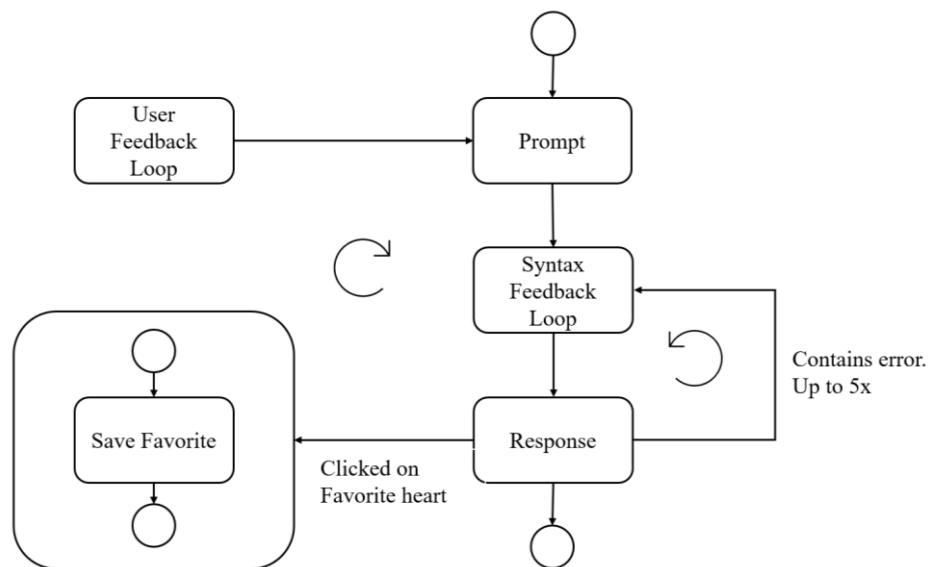 User
Feedback
Loop
Prompt
Syntax
Feedback
Loop
Contains error.
Up to 5x
Save Favorite
Response
Clicked on
Favorite heart